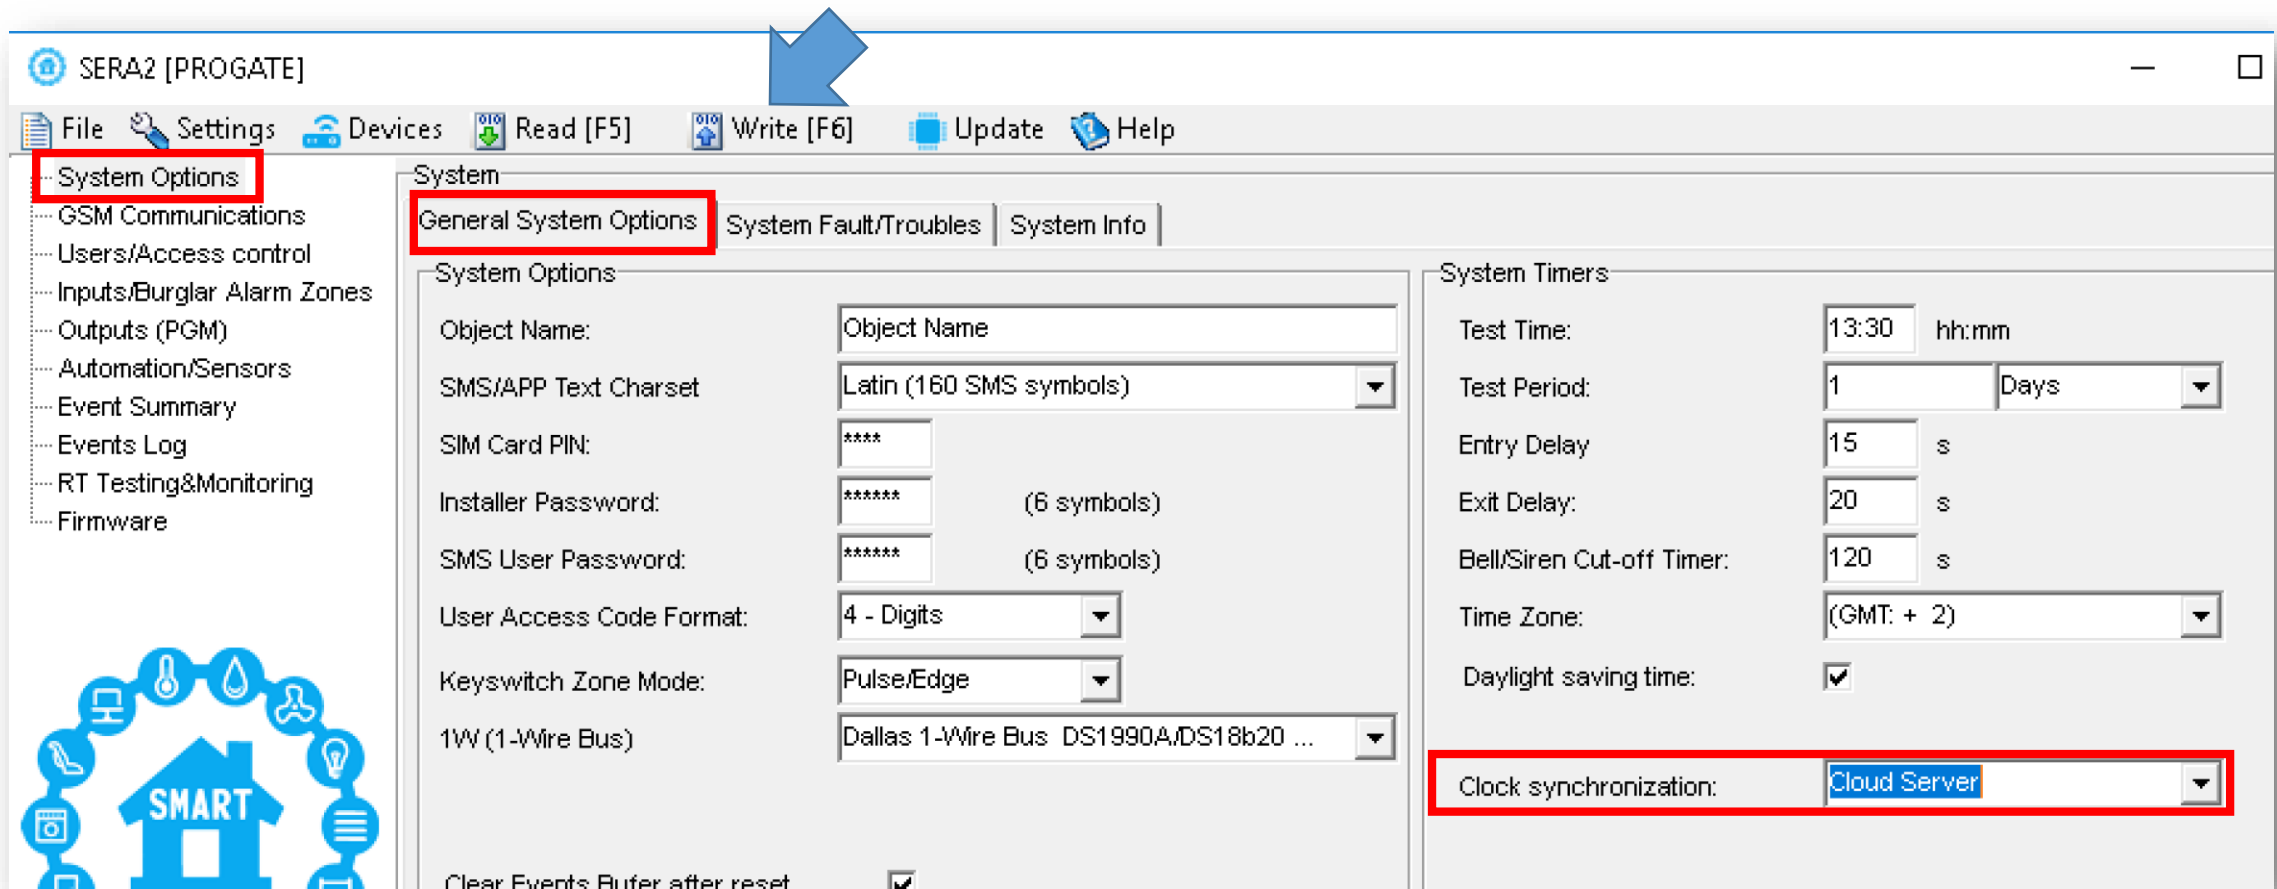 SERA2 [PROGATE]
File Settings Devices Read [F5] Write [F6] Update Help
System Options
GSM Communications
Users/Access control
Inputs/Burglar Alarm Zones
Outputs (PGM)
Automation/Sensors
Event Summary
Events Log
RT Testing&Monitoring
Firmware
SMART
System
General System Options System Fault/Troubles System Info
System Options
Object Name: Object Name
SMS/APP Text Charset Latin (160 SMS symbols)
SIM Card PIN: ****
Installer Password: ****** (6 symbols)
SMS User Password: ****** (6 symbols)
User Access Code Format: 4 - Digits
Keyswitch Zone Mode: Pulse/Edge
1W (1-Wire Bus) Dallas 1-Wire Bus DS1990A/DS18b20 ...
Clear Events Bufer after reset
System Timers
Test Time: 13:30 hh:mm
Test Period: 1 Days
Entry Delay 15 s
Exit Delay: 20 s
Bell/Siren Cut-off Timer: 120 s
Time Zone: (GMT: + 2)
Daylight saving time:
Clock synchronization: Cloud Server